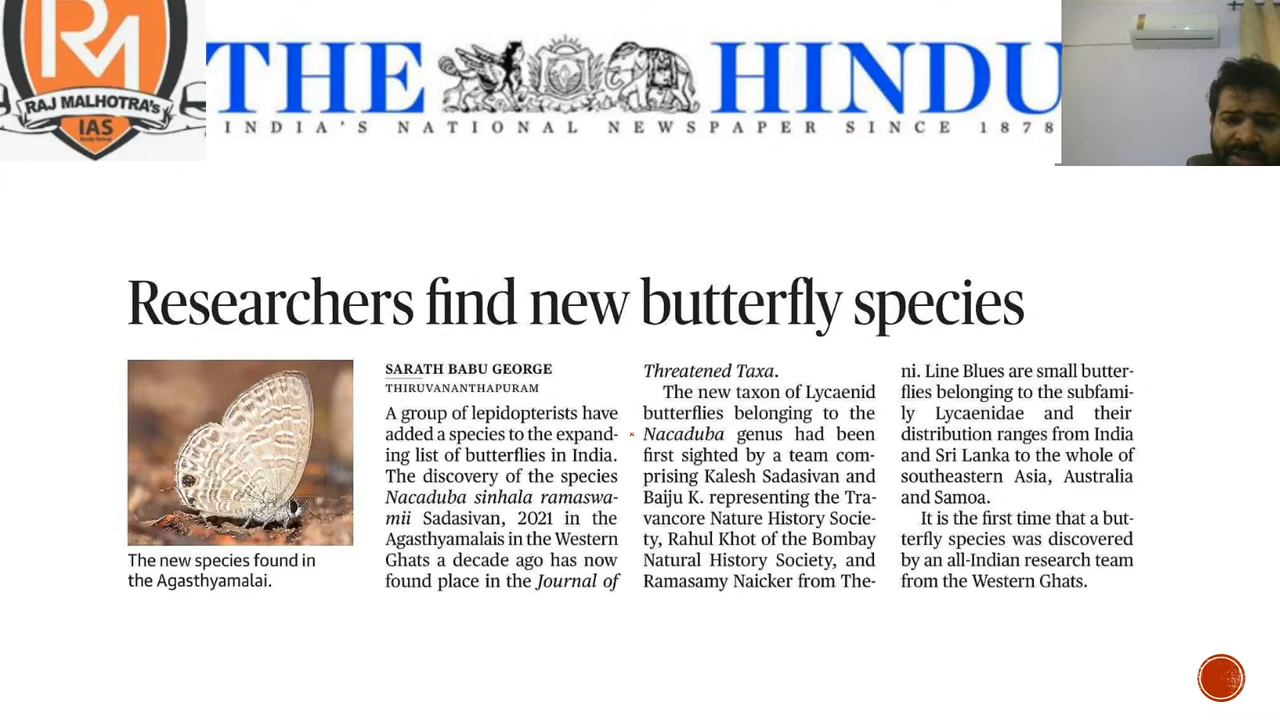 RM
RAJ MALHOTRA's
IAS
THE HINDU
INDIA'S NATIONAL NEWSPAPER SINCE 1878
Researchers find new butterfly species
The new species found in
the Agasthyamalai.
SARATH BABU GEORGE
THIRUVANANTHAPURAM
A group of lepidopterists have
added a species to the expand-
ing list of butterflies in India.
The discovery of the species
Nacaduba sinhala ramaswa-
mii Sadasivan, 2021 in the
Agasthyamalais in the Western
Ghats a decade ago has now
found place in the Journal of
Threatened Taxa.
The new taxon of Lycaenid
butterflies belonging to the
Nacaduba genus had been
first sighted by a team com-
prising Kalesh Sadasivan and
Baiju K. representing the Tra-
vancore Nature History Socie-
ty, Rahul Khot of the Bombay
Natural History Society, and
Ramasamy Naicker from The-
ni. Line Blues are small butter-
flies belonging to the subfami-
ly Lycaenidae and their
distribution ranges from India
and Sri Lanka to the whole of
southeastern Asia, Australia
and Samoa.
It is the first time that a but-
terfly species was discovered
by an all-Indian research team
from the Western Ghats.